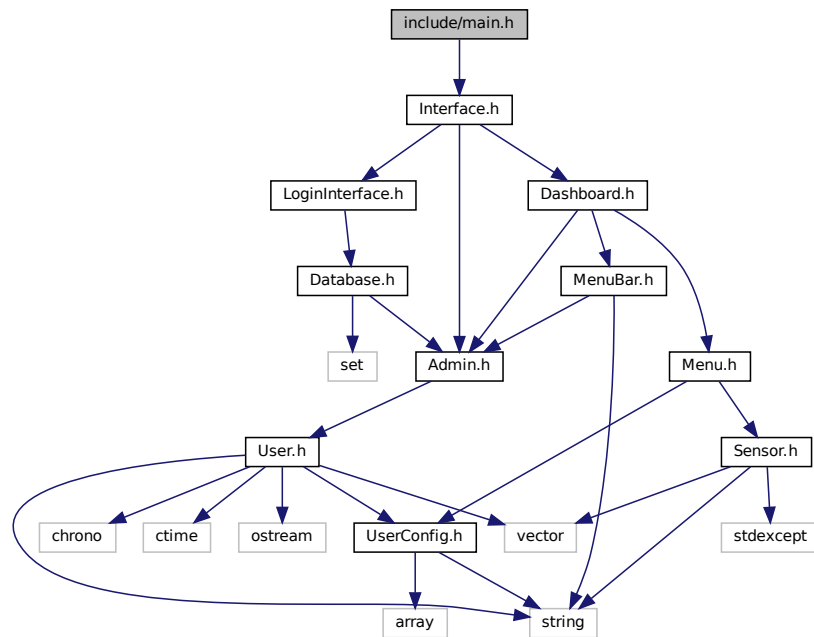 include/main.h
Interface.h
LoginInterface.h
Dashboard.h
Database.h
MenuBar.h
set
Admin.h
Menu.h
User.h
Sensor.h
chrono
ctime
ostream
UserConfig.h
vector
stdexcept
array
string